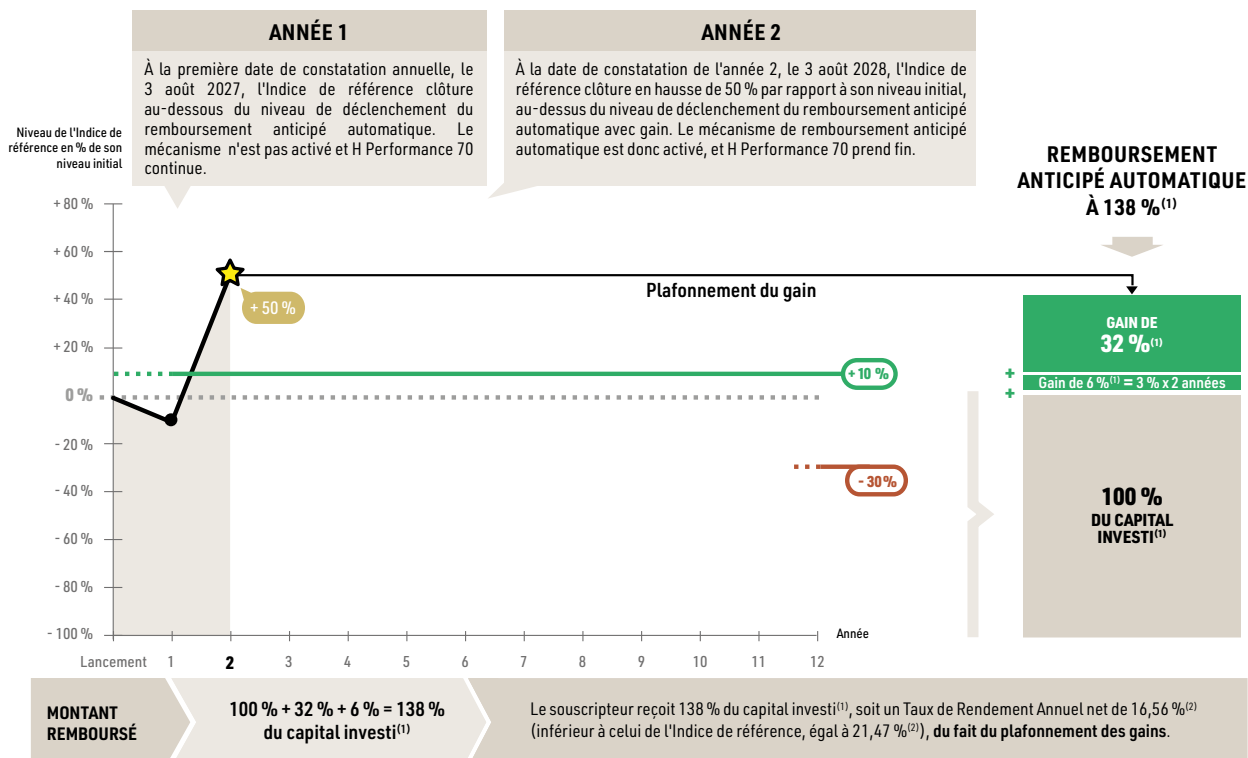 ANNÉE 1
À la première date de constatation annuelle, le
3 août 2027, l'Indice de référence clôture
au-dessous du niveau de déclenchement du
remboursement anticipé automatique. Le
mécanisme n'est pas activé et H Performance 70
continue.
ANNÉE 2
À la date de constatation de l'année 2, le 3 août 2028, l'Indice de
référence clôture en hausse de 50 % par rapport à son niveau initial,
au-dessus du niveau de déclenchement du remboursement anticipé
automatique avec gain. Le mécanisme de remboursement anticipé
automatique est donc activé, et H Performance 70 prend fin.
Niveau de l'Indice de
référence en % de son
niveau initial
REMBOURSEMENT
ANTICIPÉ AUTOMATIQUE
À 138 %(1)
+ 80 %
+ 60 %
+ 40 %
+ 20 %
0 %
- 20 %
- 40 %
- 60 %
- 80 %
- 100 %
+ 50 %
Plafonnement du gain
+ 10 %
- 30 %
GAIN DE
32 %(1)
+
Gain de 6 %(1) = 3 % x 2 années
+
100 %
DU CAPITAL
INVESTI(1)
Année
Lancement 1 2 3 4 5 6 7 8 9 10 11 12
MONTANT
REMBOURSÉ
100 % + 32 % + 6 % = 138 %
du capital investi(1)
Le souscripteur reçoit 138 % du capital investi(1), soit un Taux de Rendement Annuel net de 16,56 %(2)
(inférieur à celui de l'Indice de référence, égal à 21,47 %(2)), du fait du plafonnement des gains.